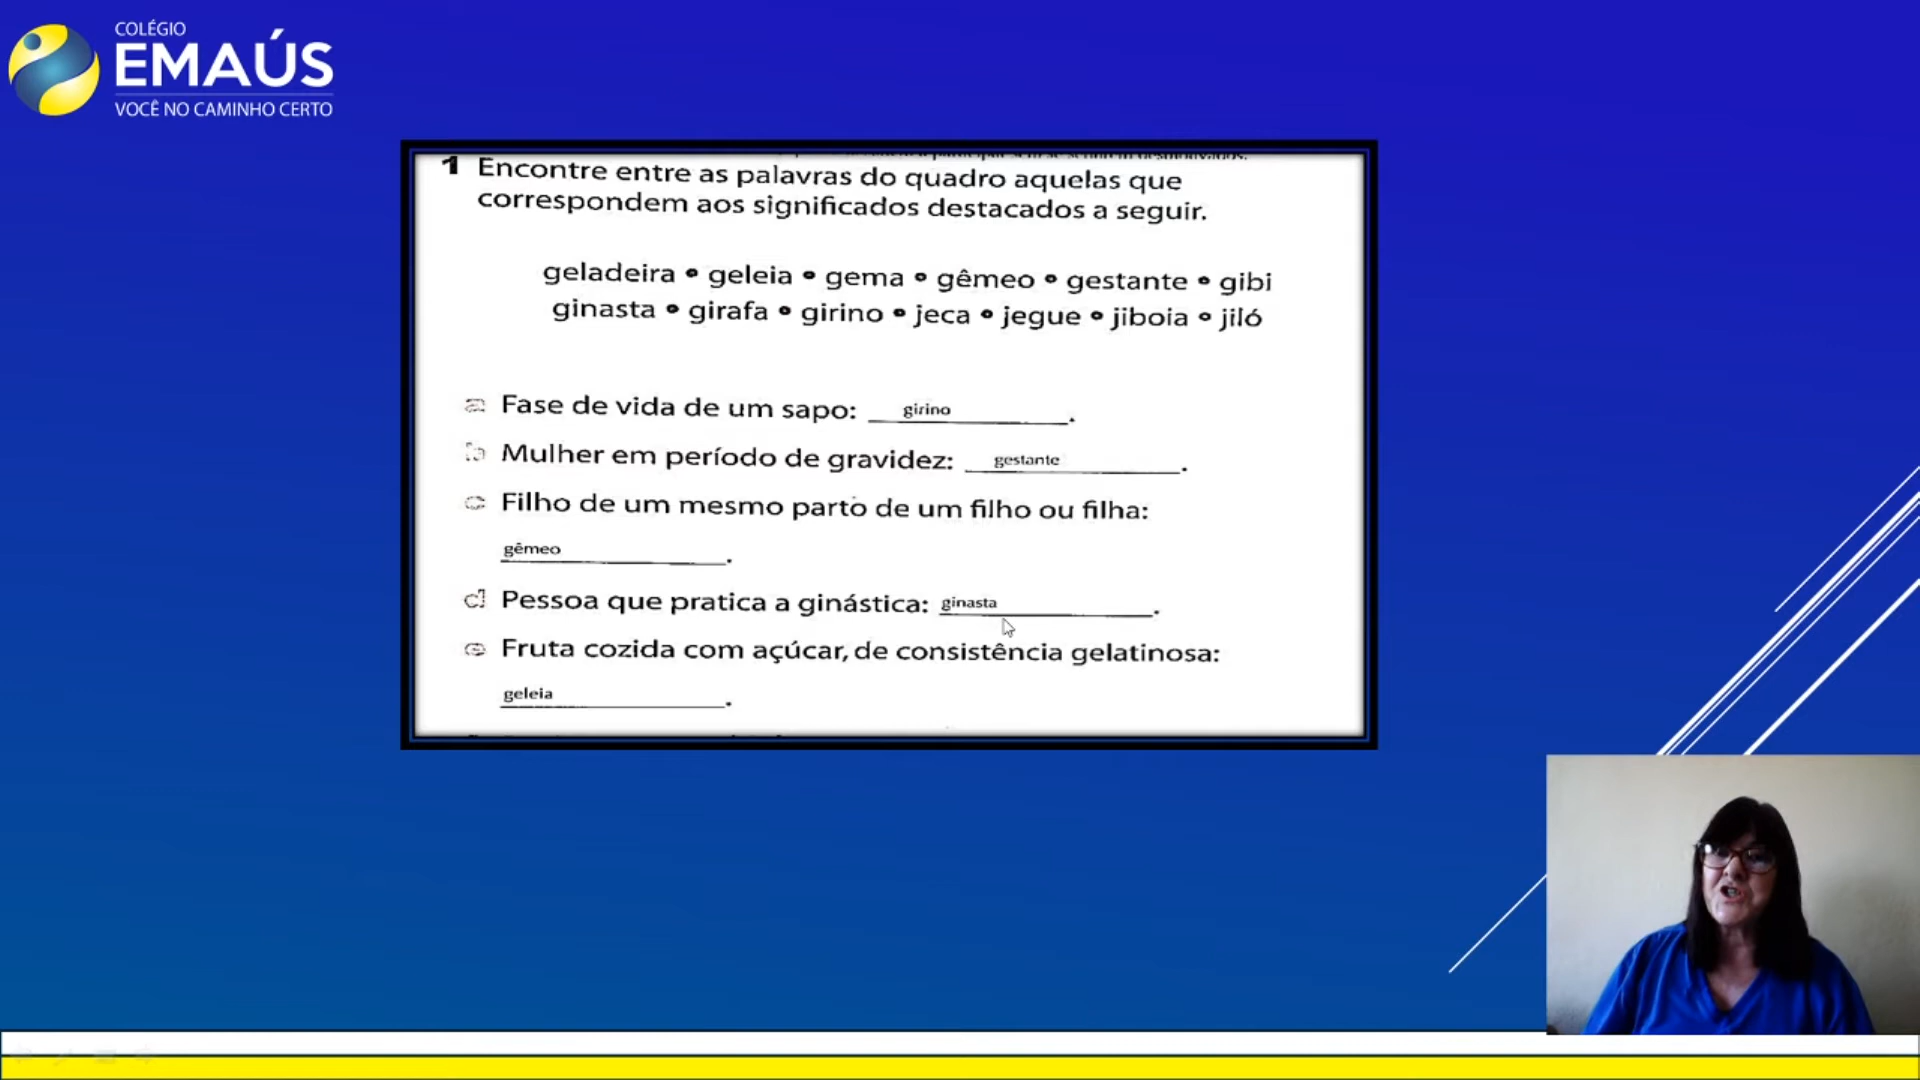 COLÉGIO
EMAÚS
VOCÊ NO CAMINHO CERTO
1 Encontre entre as palavras do quadro aquelas que
correspondem aos significados destacados a seguir.
geladeira • geleia • gema • gêmeo • gestante • gibi
ginasta • girafa • girino • jeca • jegue • jiboia • jiló
a Fase de vida de um sapo: girino.
b Mulher em período de gravidez: gestante.
c Filho de um mesmo parto de um filho ou filha:
gêmeo.
d Pessoa que pratica a ginástica: ginasta.
e Fruta cozida com açúcar, de consistência gelatinosa:
geleia.